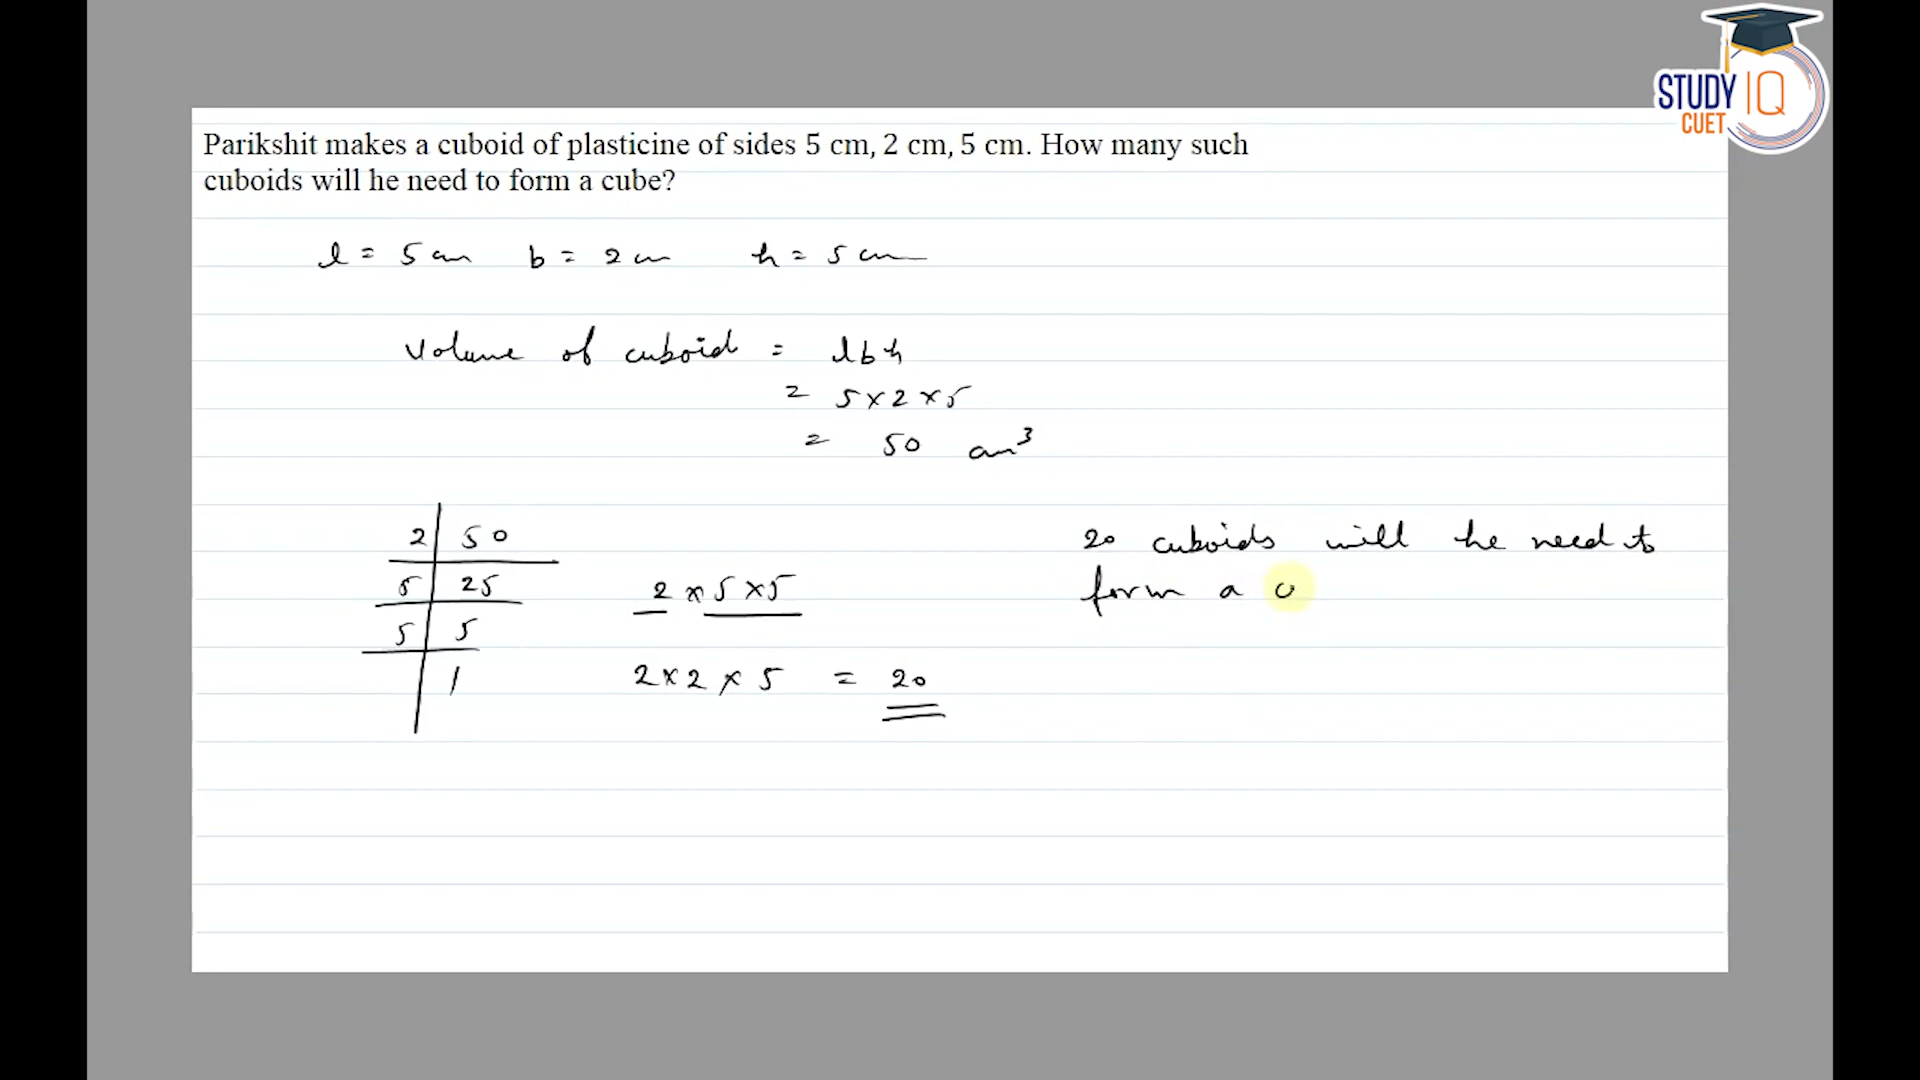 STUDY IQ
CUET
Parikshit makes a cuboid of plasticine of sides 5 cm, 2 cm, 5 cm. How many such
cuboids will he need to form a cube?
l = 5 cm b = 2 cm h = 5 cm
Volume of cuboid = lbh
= 5×2×5
= 50 cm³
2 | 50
5 | 25
5 | 5
1
2 × 5 × 5
2×2×5 = 20
20 cuboids will he need to
form a c